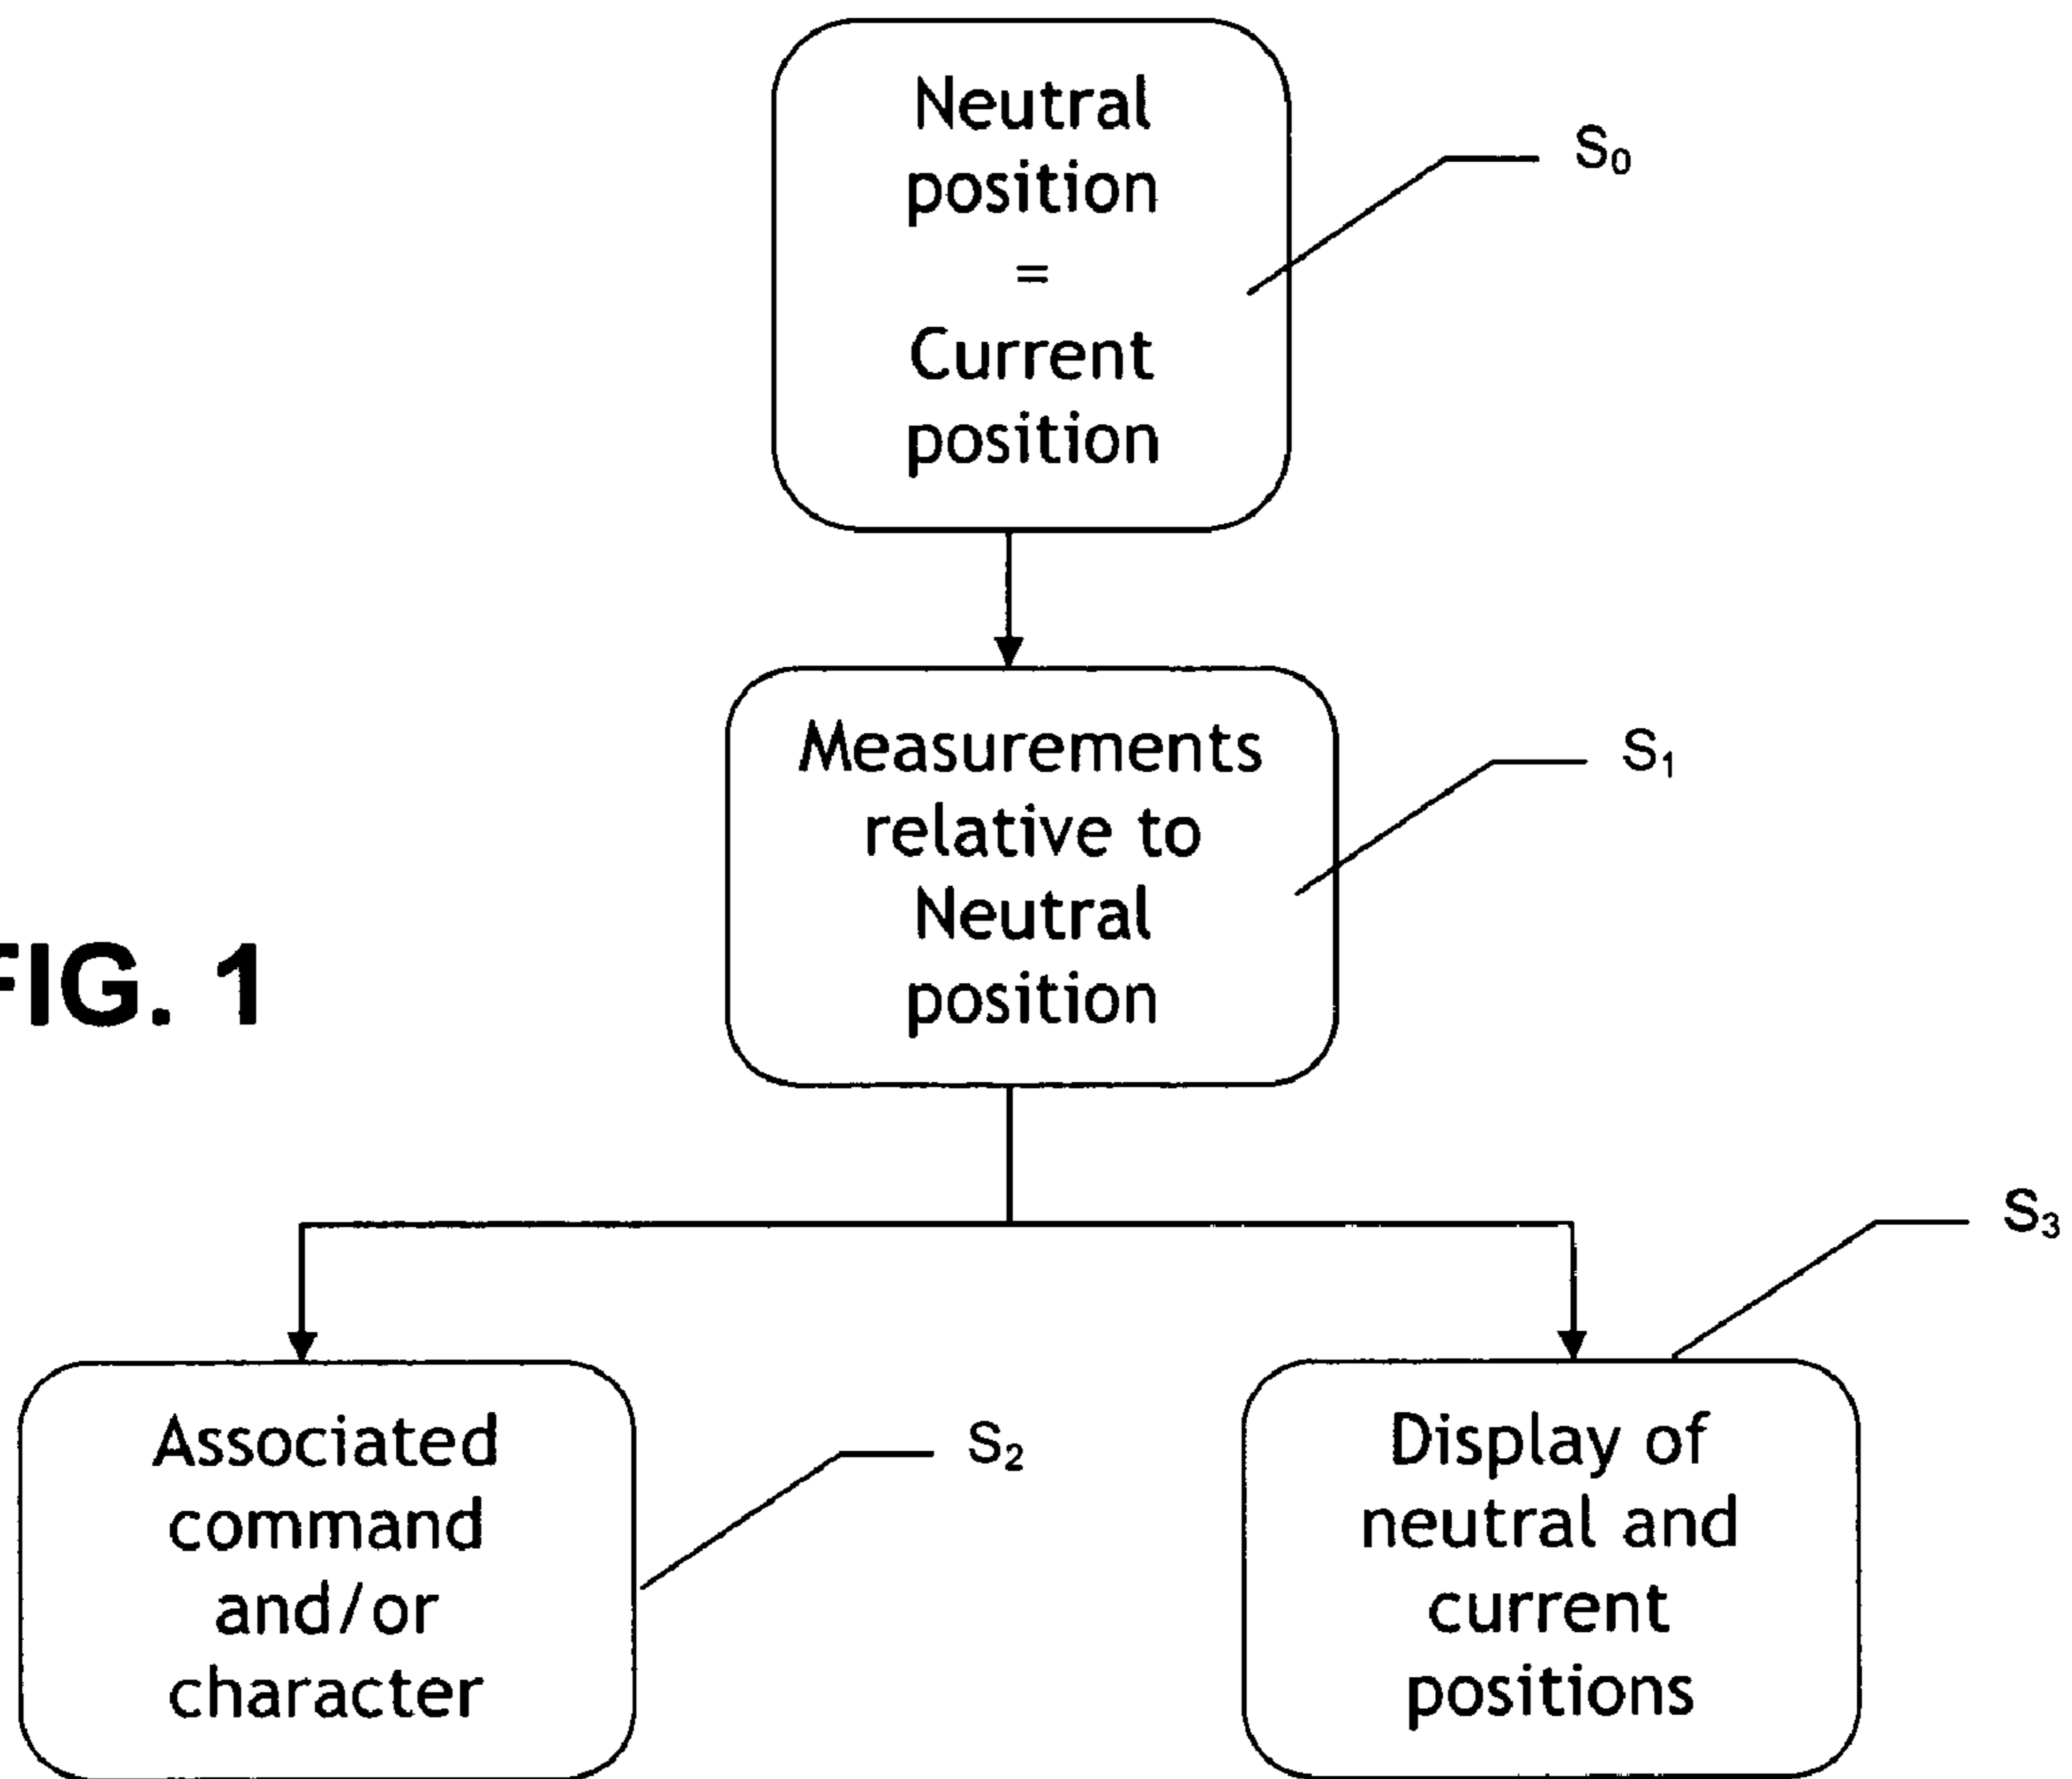 Neutral
position
=
Current
position
S₀
Measurements
relative to
Neutral
position
S₁
FIG. 1
Associated
command
and/or
character
S₂
Display of
neutral and
current
positions
S₃